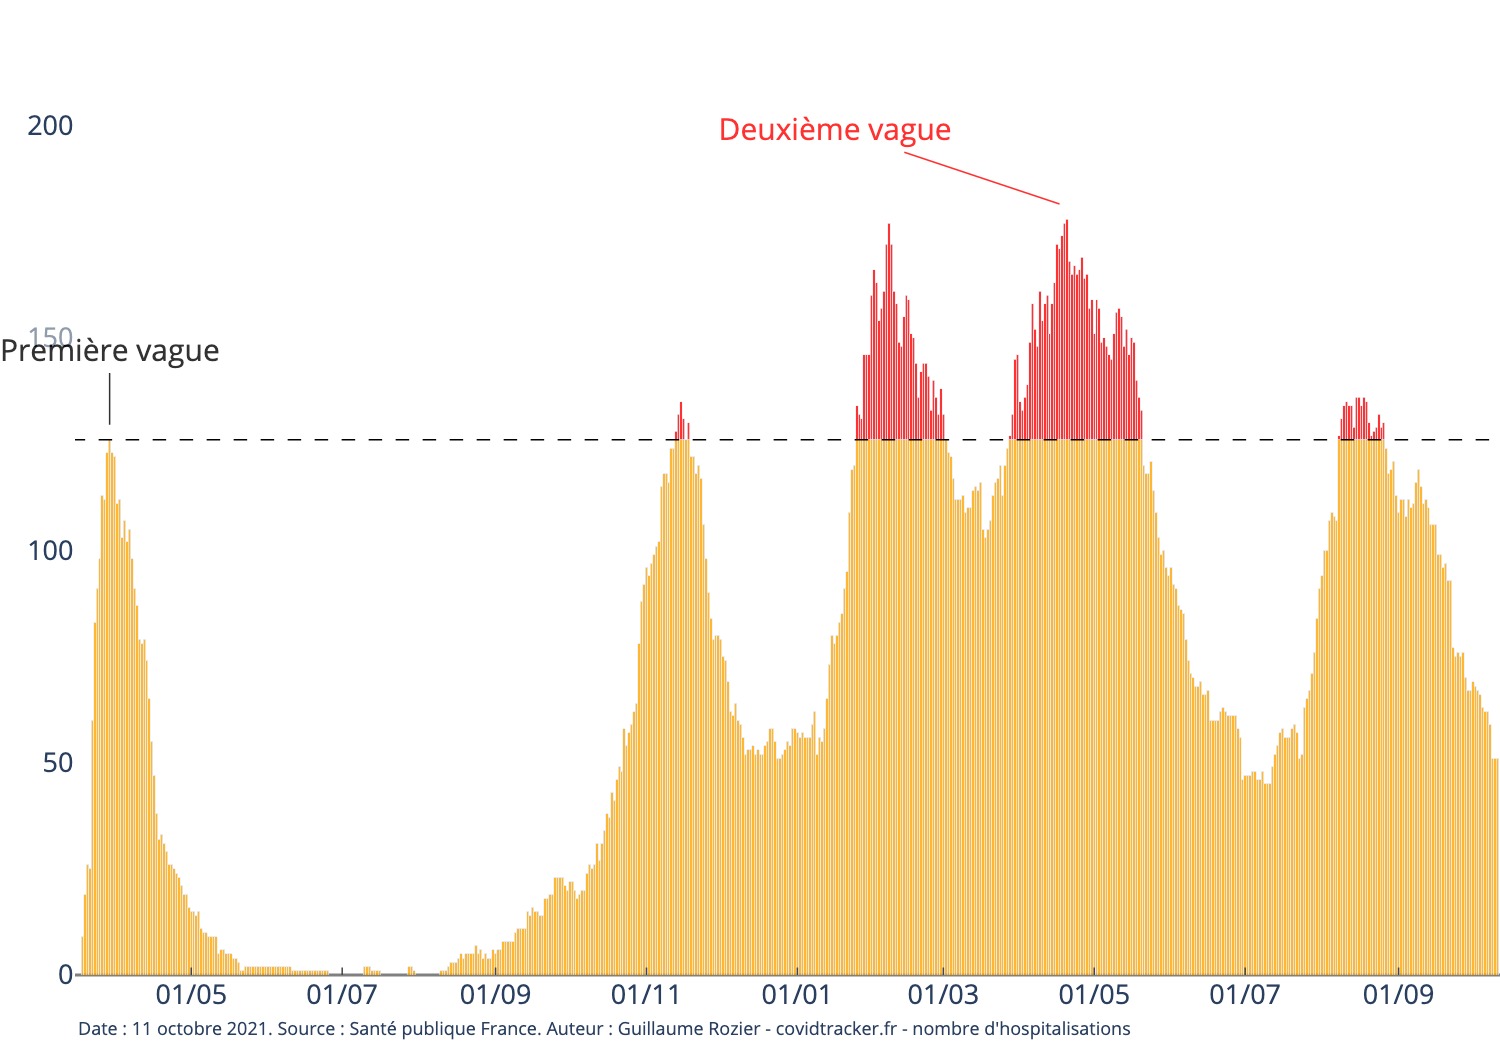 200
Deuxième vague
150
Première vague
100
50
0
01/05 01/07 01/09 01/11 01/01 01/03 01/05 01/07 01/09
Date : 11 octobre 2021. Source : Santé publique France. Auteur : Guillaume Rozier - covidtracker.fr - nombre d'hospitalisations